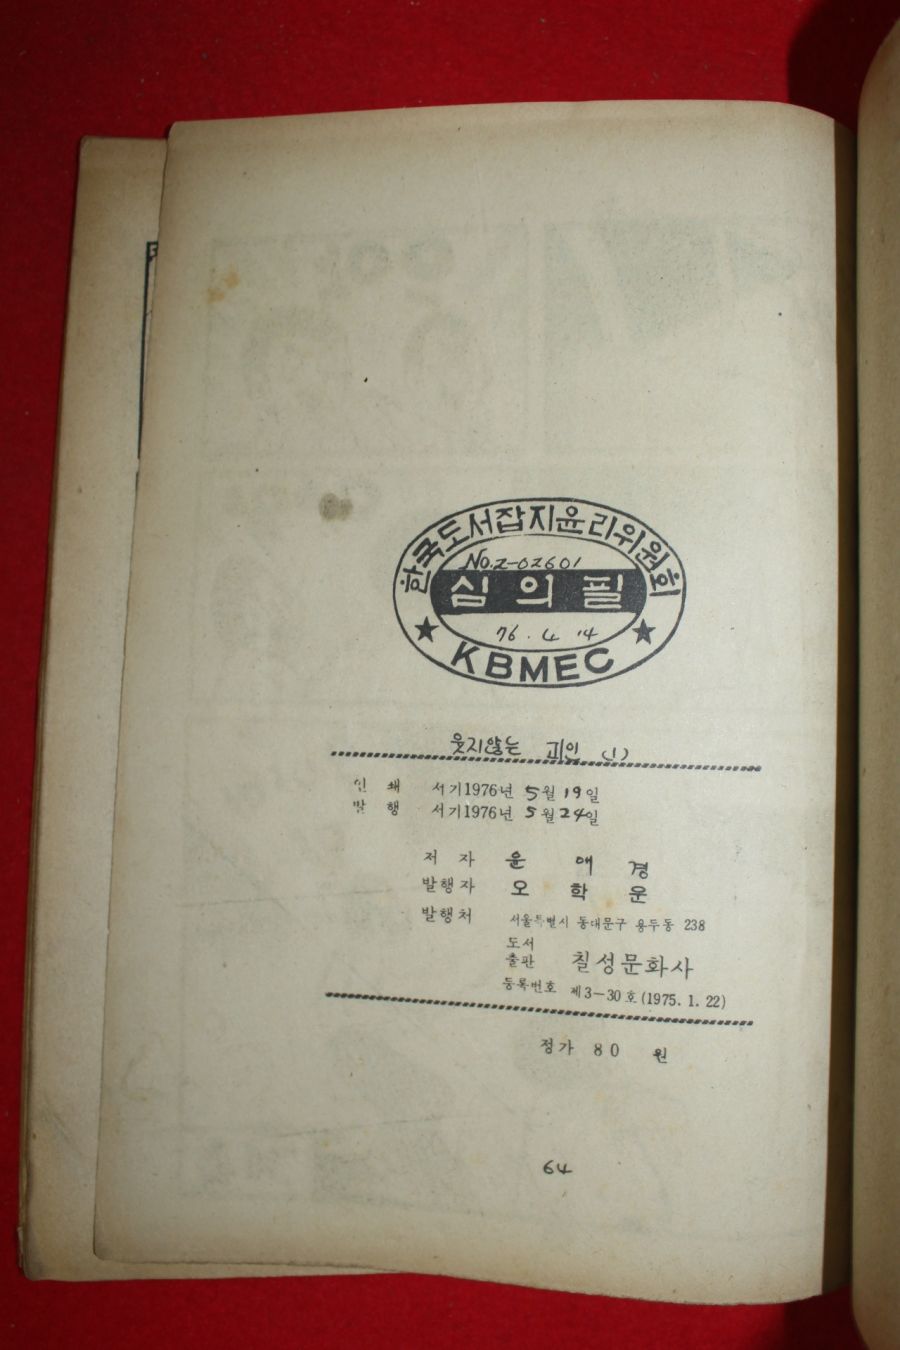 한국도서잡지윤리위원회
No.2-02601
심의필
76. 4. 14
★ KBMEC ★
웃지않는 괴인 (1)
인 쇄 서기1976년 5월 19일
발 행 서기1976년 5월 24일
저 자 윤 애 경
발행자 오 학 운
발행처 서울특별시 동대문구 용두동 238
도서
출판 칠성문화사
등록번호 제3-30호(1975. 1. 22)
정가 80 원
64